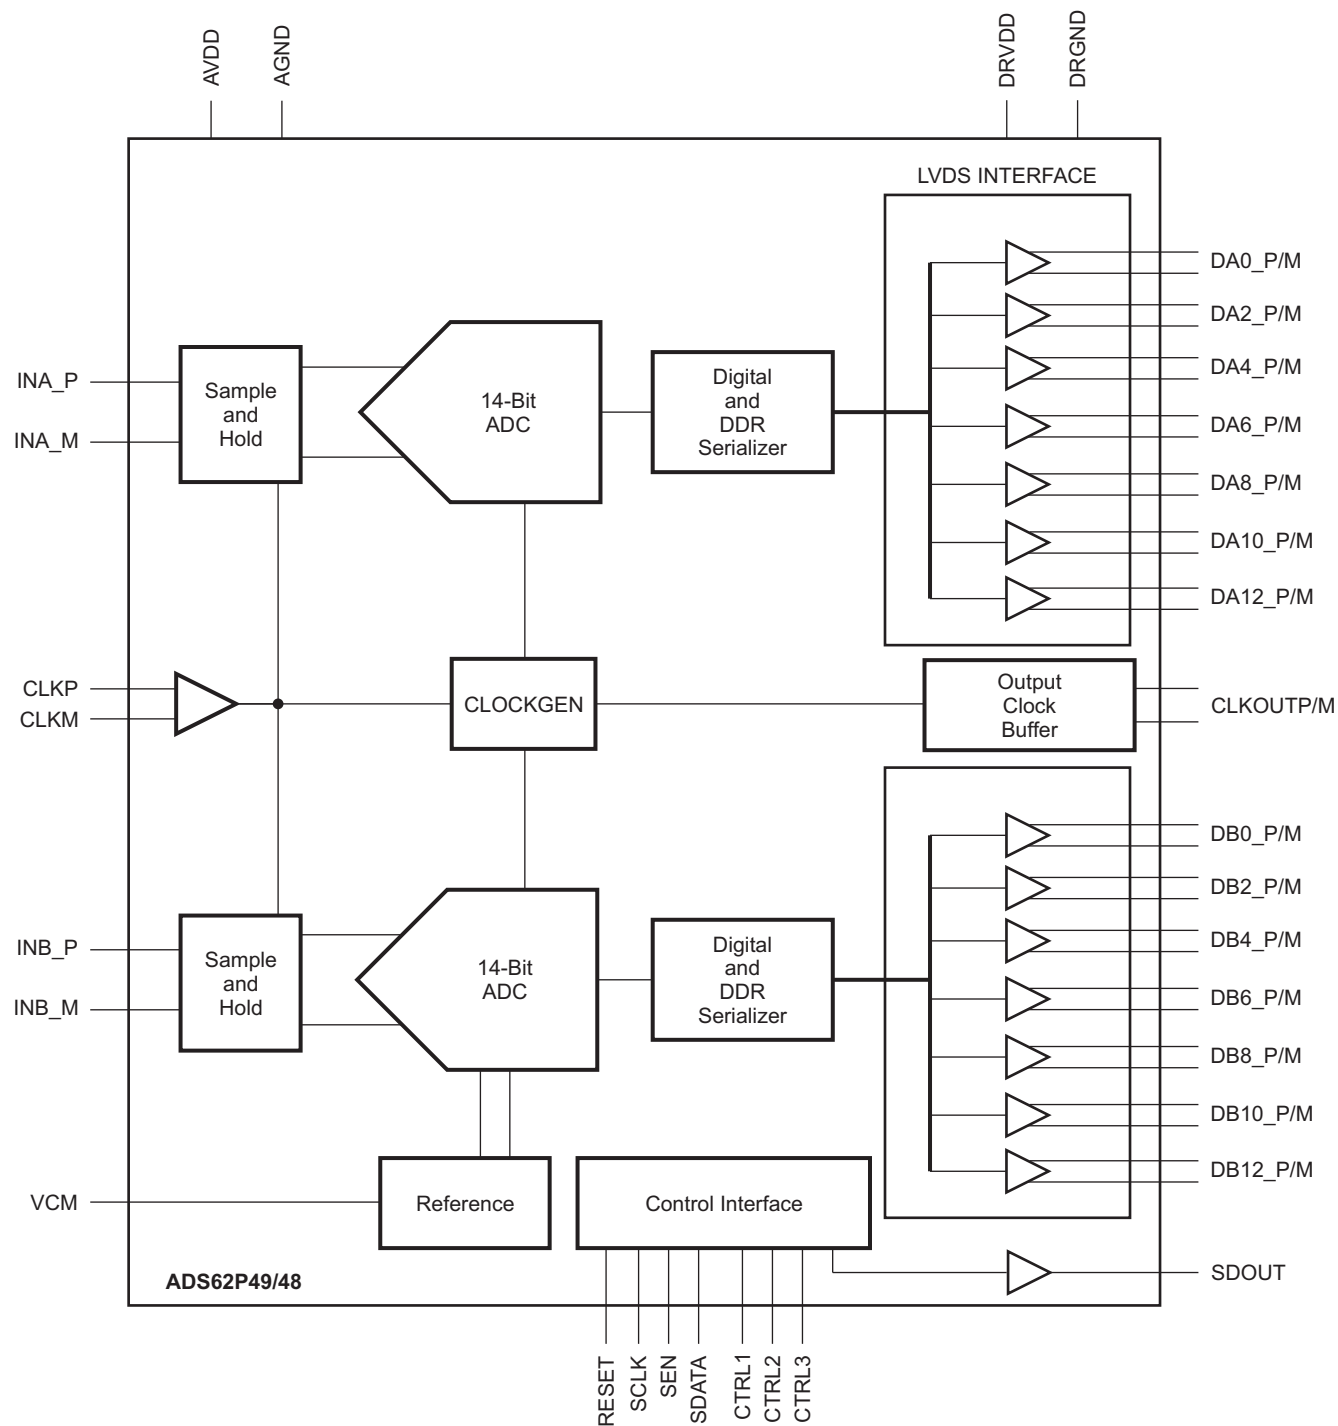 AVDD
AGND
DRVDD
DRGND
LVDS INTERFACE
DA0_P/M
DA2_P/M
DA4_P/M
DA6_P/M
DA8_P/M
DA10_P/M
DA12_P/M
INA_P
INA_M
Sample
and
Hold
14-Bit
ADC
Digital
and
DDR
Serializer
CLKP
CLKM
CLOCKGEN
Output
Clock
Buffer
CLKOUTP/M
INB_P
INB_M
Sample
and
Hold
14-Bit
ADC
Digital
and
DDR
Serializer
DB0_P/M
DB2_P/M
DB4_P/M
DB6_P/M
DB8_P/M
DB10_P/M
DB12_P/M
VCM
Reference
Control Interface
SDOUT
ADS62P49/48
RESET
SCLK
SEN
SDATA
CTRL1
CTRL2
CTRL3